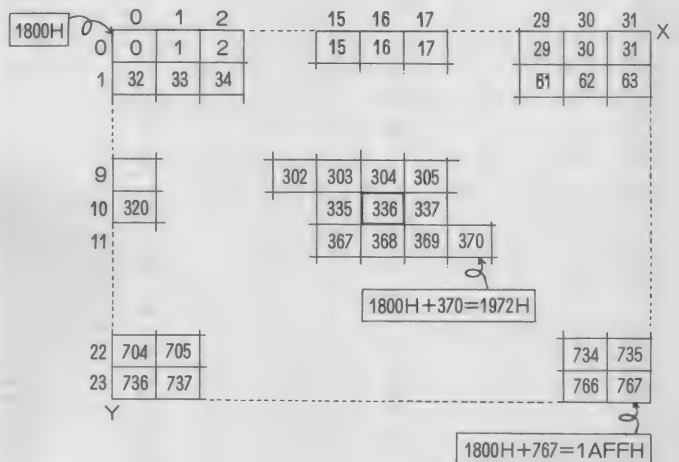 0 1 2 15 16 17 29 30 31 X
1800H
0 0 1 2 15 16 17 29 30 31
1 32 33 34 61 62 63
9 302 303 304 305
10 320 335 336 337
11 367 368 369 370
1800H+370=1972H
22 704 705 734 735
23 736 737 766 767
Y
1800H+767=1AFFH